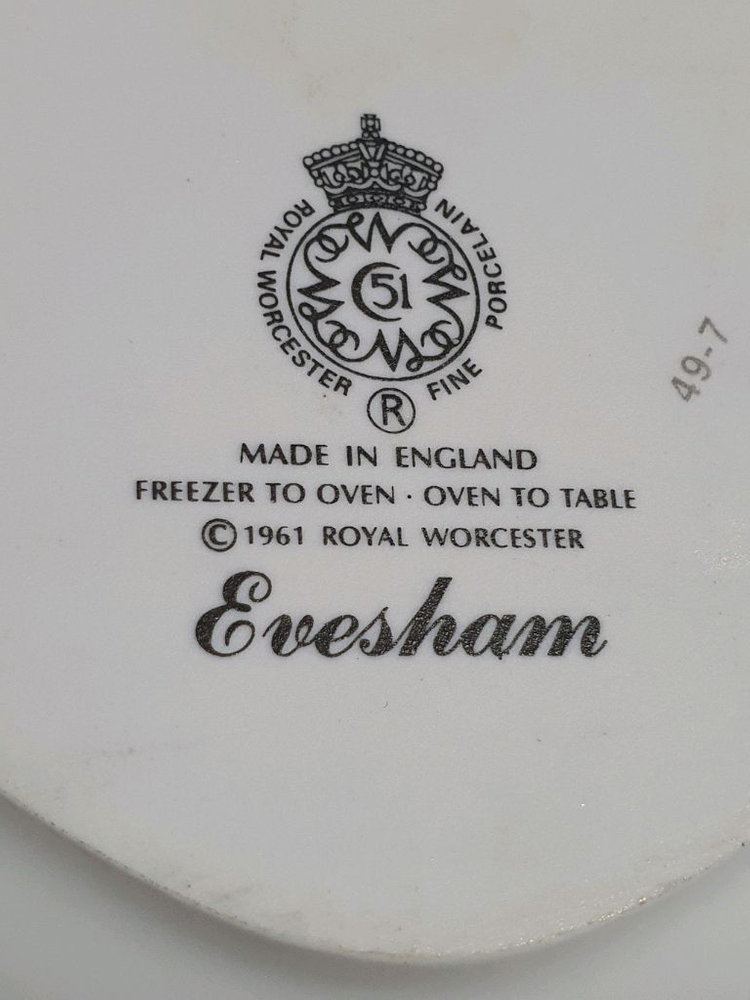 ROYAL WORCESTER FINE PORCELAIN
51
R
MADE IN ENGLAND
FREEZER TO OVEN · OVEN TO TABLE
© 1961 ROYAL WORCESTER
Evesham
49-7